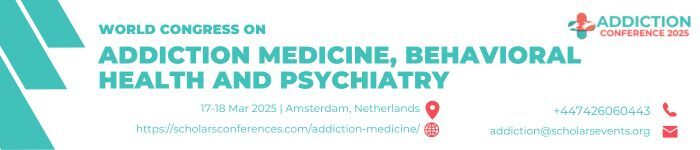 WORLD CONGRESS ON
ADDICTION MEDICINE, BEHAVIORAL
HEALTH AND PSYCHIATRY
ADDICTION
CONFERENCE 2025
17-18 Mar 2025 | Amsterdam, Netherlands
https://scholarsconferences.com/addiction-medicine/
+447426060443
addiction@scholarsevents.org